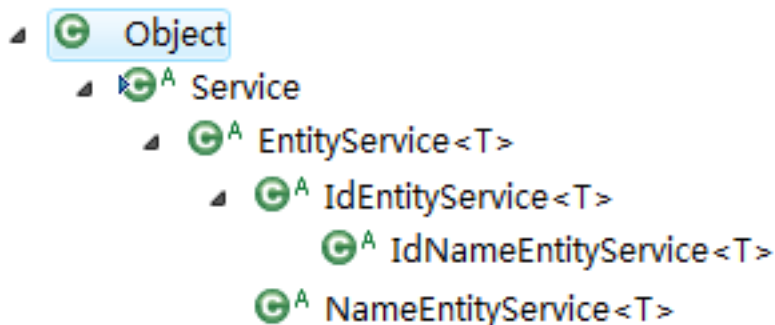 Object
Service
EntityService<T>
IdEntityService<T>
IdNameEntityService<T>
NameEntityService<T>